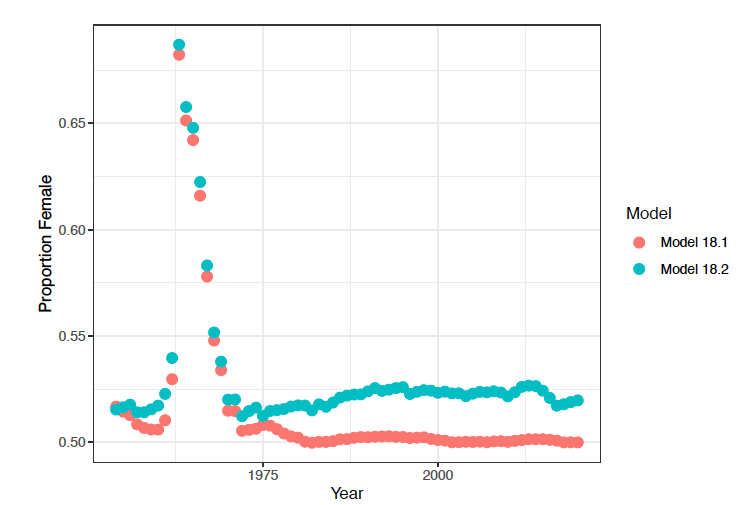 0.65
0.60
0.55
0.50
Proportion Female
1975
2000
Year
Model
Model 18.1
Model 18.2